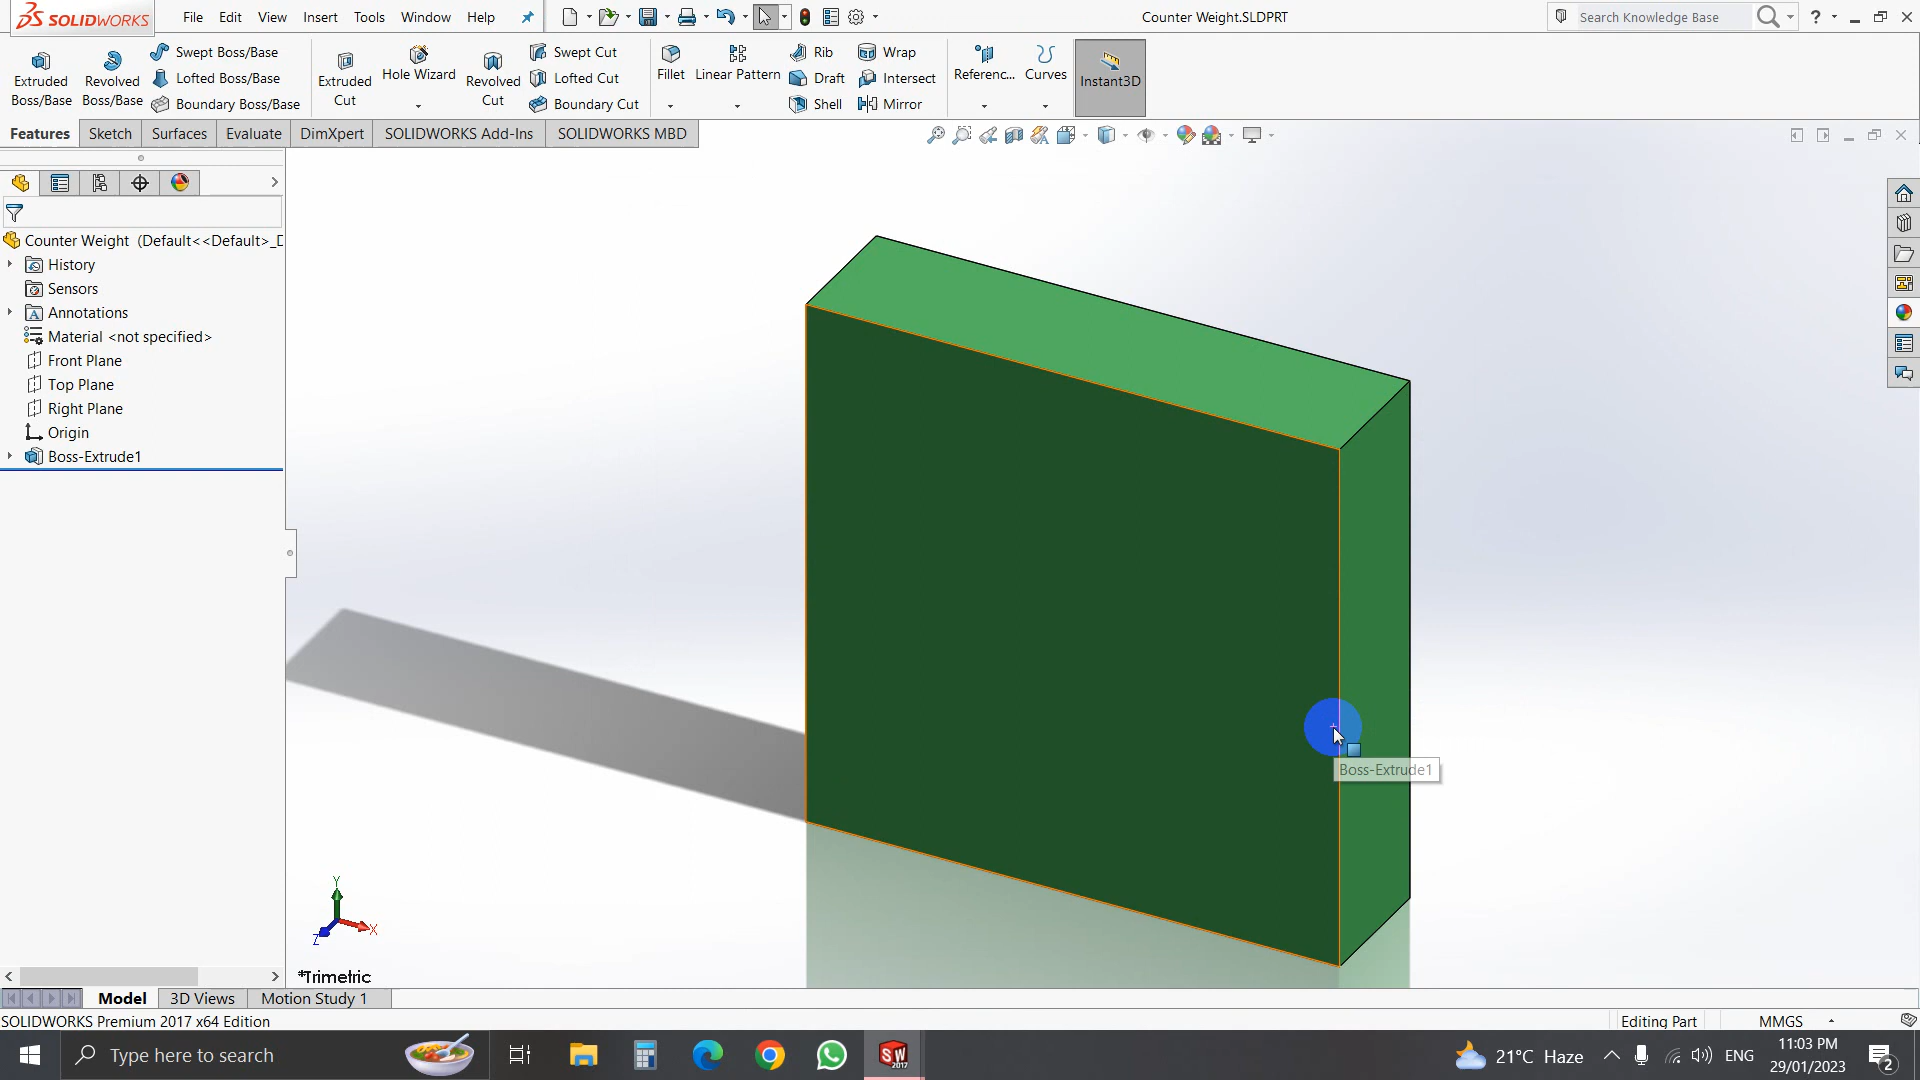 SOLIDWORKS File Edit View Insert Tools Window Help Counter Weight.SLDPRT Search Knowledge Base ?
Extruded Boss/Base
Revolved Boss/Base
Swept Boss/Base
Lofted Boss/Base
Boundary Boss/Base
Extruded Cut
Hole Wizard
Revolved Cut
Swept Cut
Lofted Cut
Boundary Cut
Fillet
Linear Pattern
Rib
Draft
Shell
Wrap
Intersect
Mirror
Referenc...
Curves
Instant3D
Features Sketch Surfaces Evaluate DimXpert SOLIDWORKS Add-Ins SOLIDWORKS MBD
Counter Weight (Default<<Default>_D
History
Sensors
Annotations
Material <not specified>
Front Plane
Top Plane
Right Plane
Origin
Boss-Extrude1
Boss-Extrude1
Y
X
Z
*Trimetric
Model 3D Views Motion Study 1
SOLIDWORKS Premium 2017 x64 Edition Editing Part MMGS
Type here to search SW 2017 21°C Haze ENG 11:03 PM 29/01/2023 2